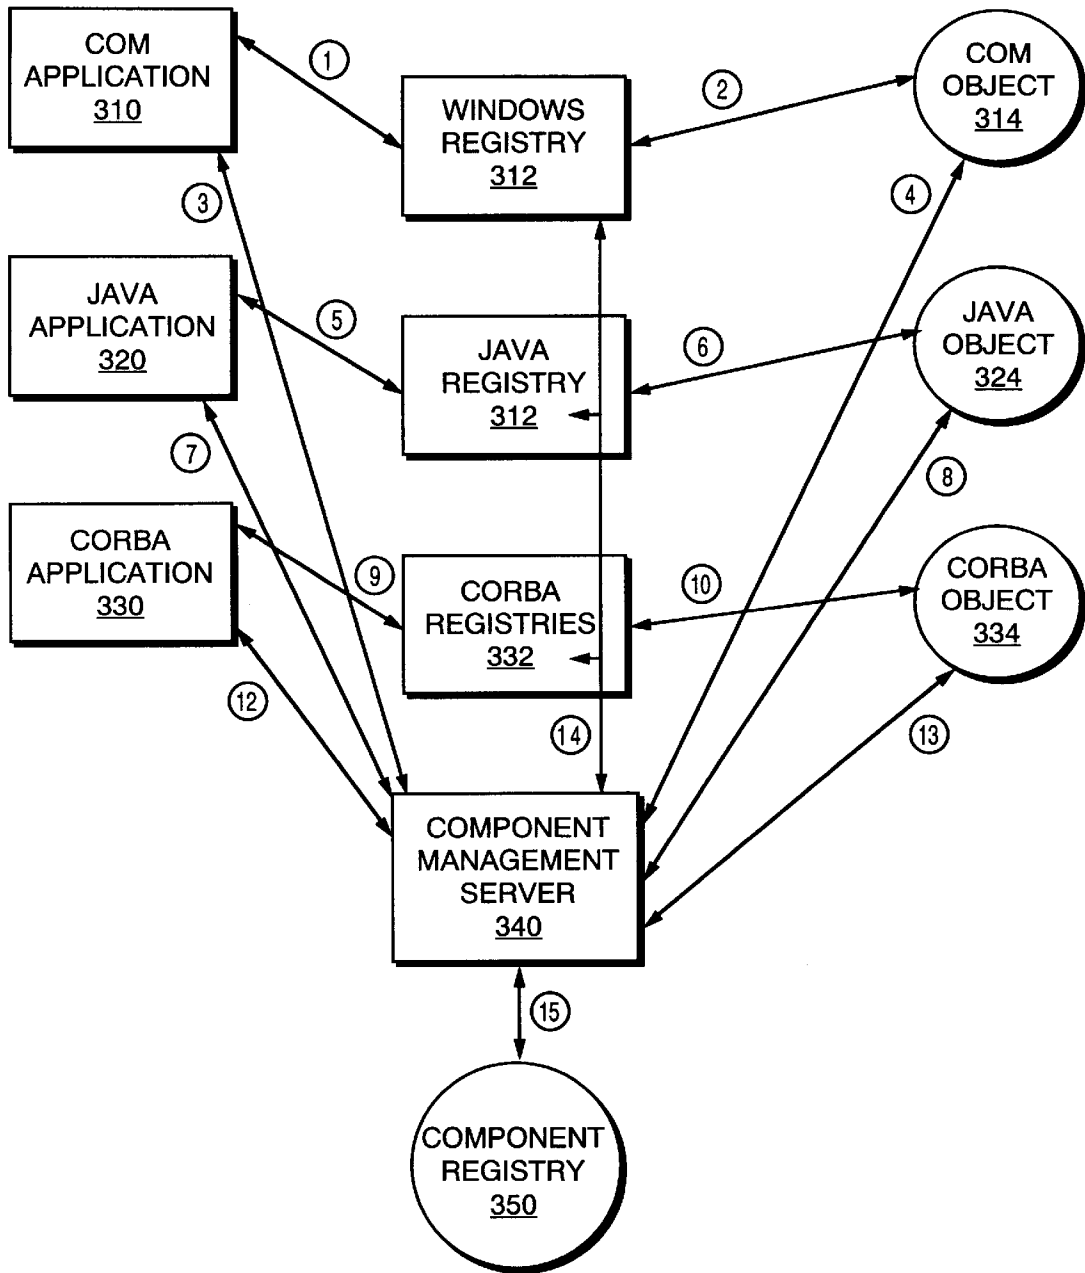 COM
APPLICATION
310
1
WINDOWS
REGISTRY
312
2
COM
OBJECT
314
3
4
JAVA
APPLICATION
320
5
JAVA
REGISTRY
312
6
JAVA
OBJECT
324
7
8
CORBA
APPLICATION
330
9
CORBA
REGISTRIES
332
10
CORBA
OBJECT
334
12
14
13
COMPONENT
MANAGEMENT
SERVER
340
15
COMPONENT
REGISTRY
350